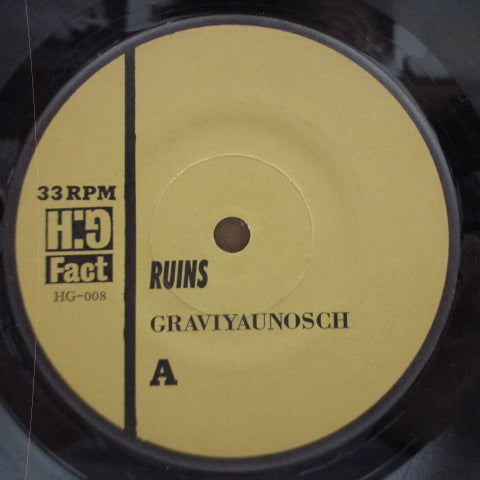 33 RPM
H:G
Fact
HG-008
RUINS
GRAVIYAUNOSCH
A